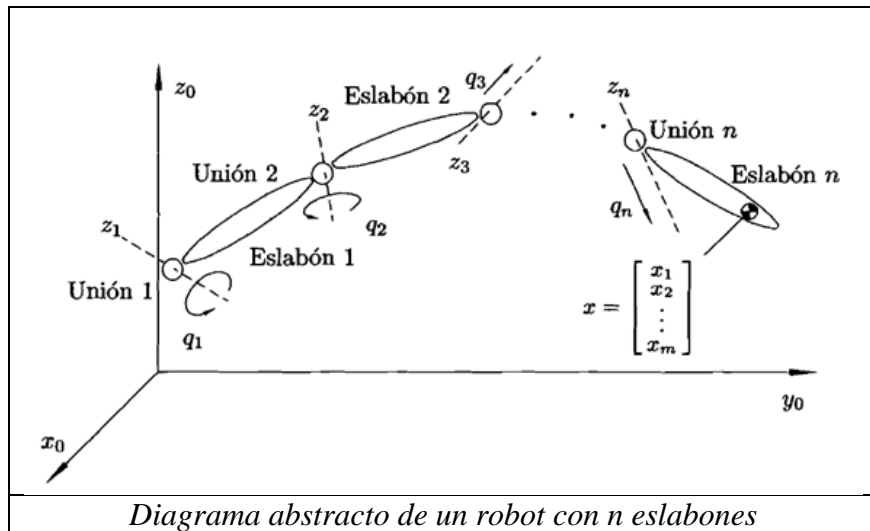 z₀
Eslabón 2
q₃
z₂
z₃
zₙ
Unión n
Eslabón n
Unión 2
q₂
qₙ
z₁
Eslabón 1
Unión 1
q₁
x = [x₁ x₂ ⋮ xₘ]
x₀
y₀
Diagrama abstracto de un robot con n eslabones